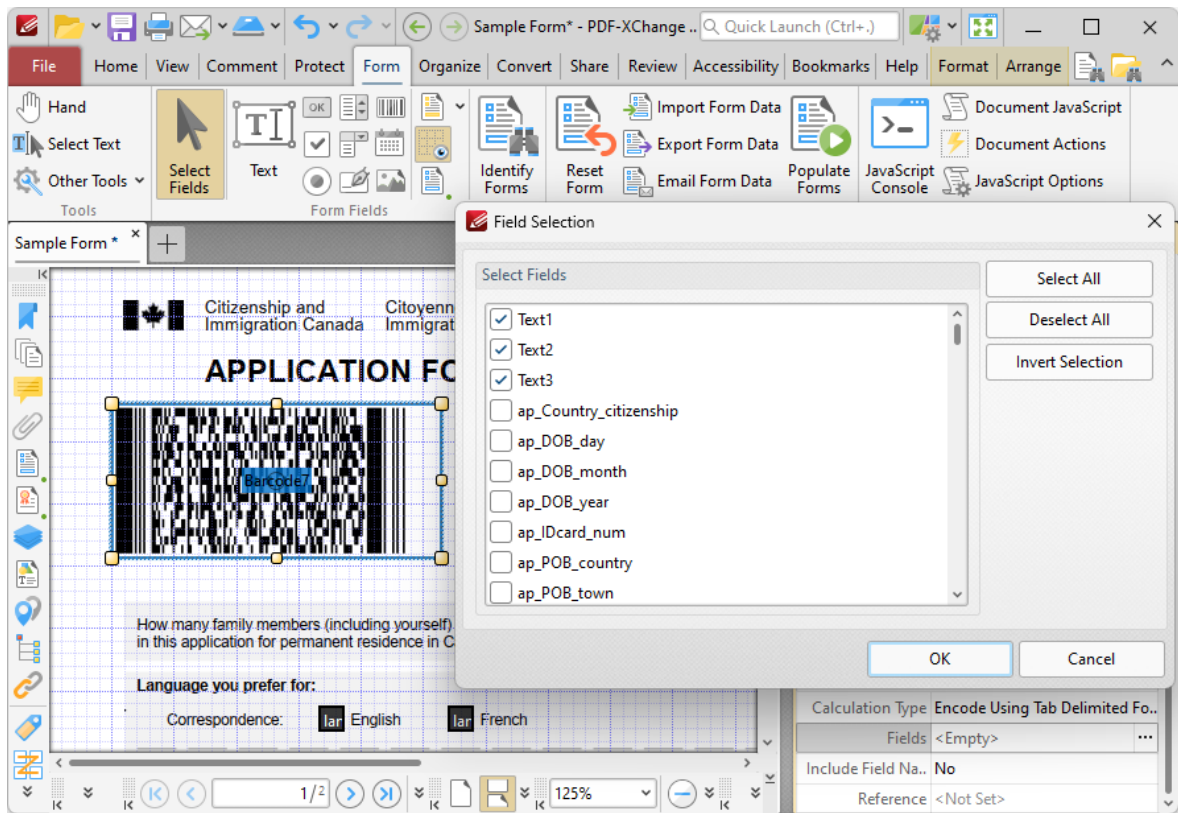 Sample Form* - PDF-XChange ..
Quick Launch (Ctrl+.)
File Home View Comment Protect Form Organize Convert Share Review Accessibility Bookmarks Help Format Arrange
Hand
Select Text
Other Tools
Tools
Select Fields
Text
OK
Form Fields
Identify Forms
Reset Form
Import Form Data
Export Form Data
Email Form Data
Populate Forms
JavaScript Console
Document JavaScript
Document Actions
JavaScript Options
Sample Form *
Citizenship and
Immigration Canada
Citoyenn
Immigrat
APPLICATION FO
Barcode7
How many family members (including yourself)
in this application for permanent residence in C
Language you prefer for:
Correspondence: lar English lar French
Field Selection
Select Fields
Text1
Text2
Text3
ap_Country_citizenship
ap_DOB_day
ap_DOB_month
ap_DOB_year
ap_IDcard_num
ap_POB_country
ap_POB_town
Select All
Deselect All
Invert Selection
OK
Cancel
Calculation Type Encode Using Tab Delimited Fo..
Fields <Empty> ...
Include Field Na.. No
Reference <Not Set>
1/2
125%